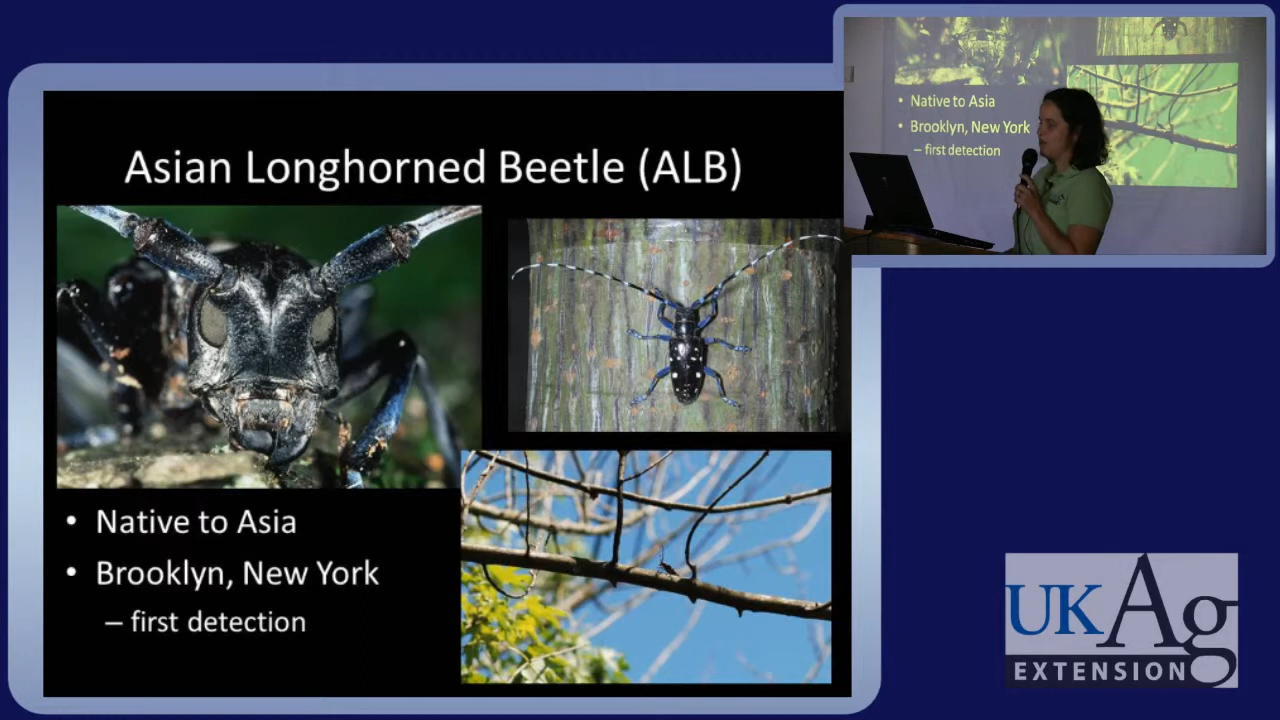 Asian Longhorned Beetle (ALB)
• Native to Asia
• Brooklyn, New York
– first detection
• Native to Asia
• Brooklyn, New York
– first detection
UK Ag
EXTENSION